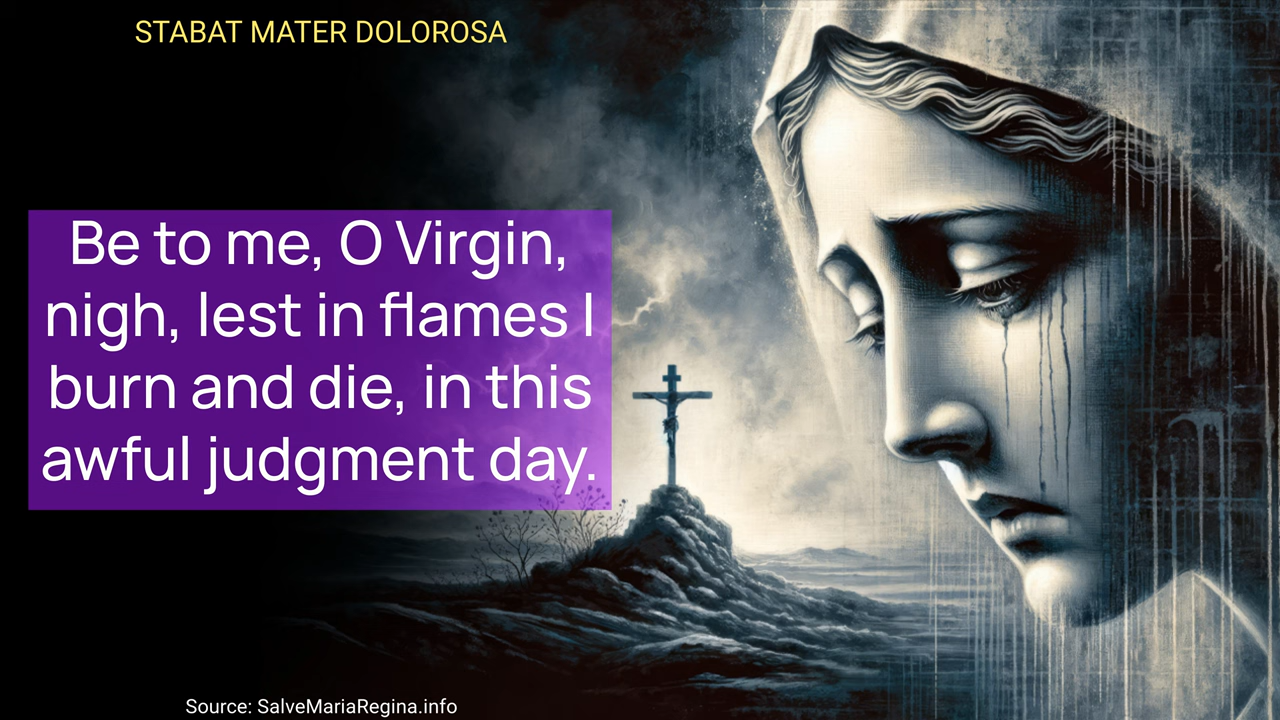 STABAT MATER DOLOROSA
Be to me, O Virgin,
nigh, lest in flames I
burn and die, in this
awful judgment day.
Source: SalveMariaRegina.info